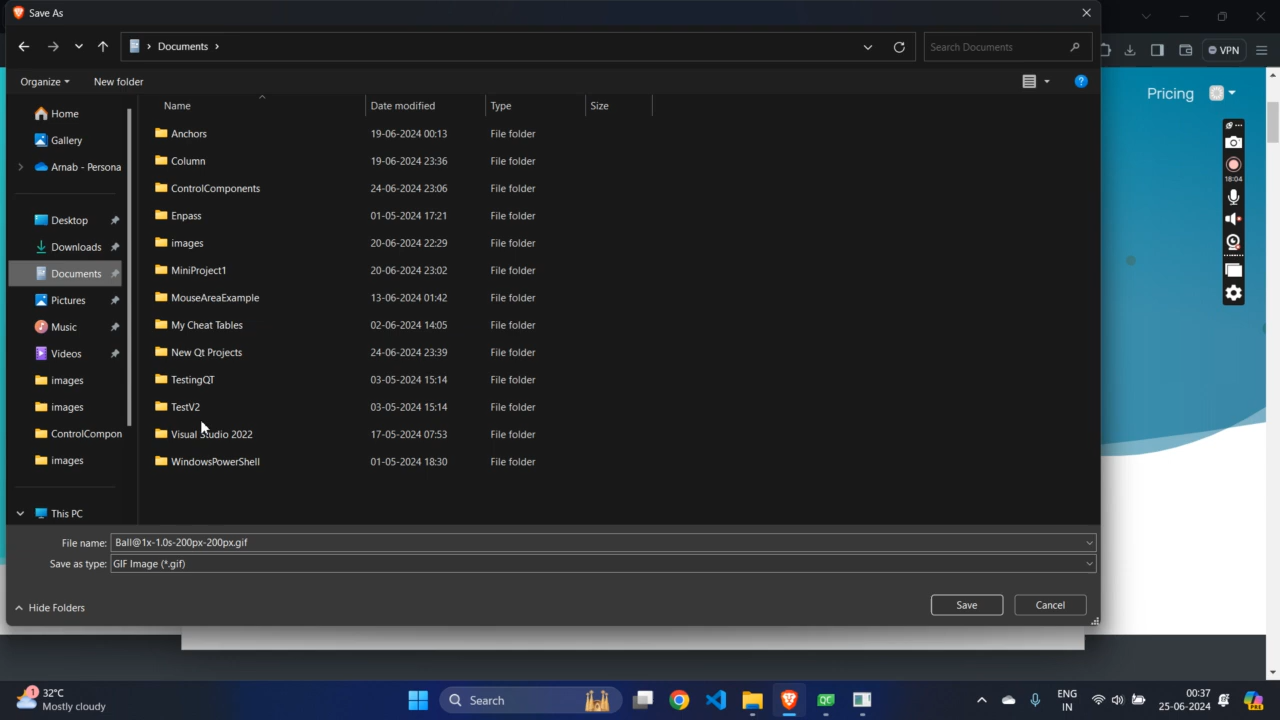 Save As
Documents
Search Documents
VPN
Organize
New folder
Pricing
Name
Date modified
Type
Size
Home
Gallery
Arnab - Persona
Desktop
Downloads
Documents
Pictures
Music
Videos
images
images
ControlCompon
images
This PC
Anchors 19-06-2024 00:13 File folder
Column 19-06-2024 23:36 File folder
ControlComponents 24-06-2024 23:06 File folder
Enpass 01-05-2024 17:21 File folder
images 20-06-2024 22:29 File folder
MiniProject1 20-06-2024 23:02 File folder
MouseAreaExample 13-06-2024 01:42 File folder
My Cheat Tables 02-06-2024 14:05 File folder
New Qt Projects 24-06-2024 23:39 File folder
TestingQT 03-05-2024 15:14 File folder
TestV2 03-05-2024 15:14 File folder
Visual Studio 2022 17-05-2024 07:53 File folder
WindowsPowerShell 01-05-2024 18:30 File folder
18:04
File name: Ball@1x-1.0s-200px-200px.gif
Save as type: GIF Image (*.gif)
Hide Folders
Save
Cancel
1
32°C
Mostly cloudy
Search
QC
ENG
IN
00:37
25-06-2024
PRE